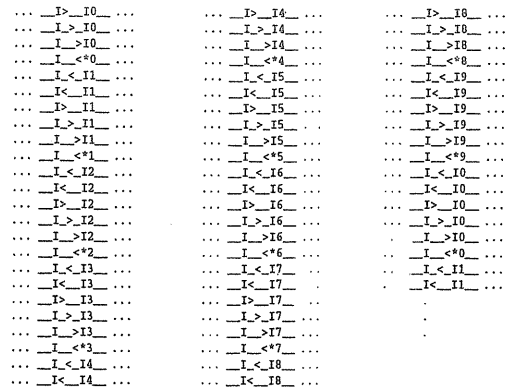 ... __I>__I0__ ...
... __I_>_I0__ ...
... __I__>I0__ ...
... __I__<*0__ ...
... __I_<_I1__ ...
... __I<__I1__ ...
... __I>__I1__ ...
... __I_>_I1__ ...
... __I__>I1__ ...
... __I__<*1__ ...
... __I_<_I2__ ...
... __I<__I2__ ...
... __I>__I2__ ...
... __I_>_I2__ ...
... __I__>I2__ ...
... __I__<*2__ ...
... __I_<_I3__ ...
... __I<__I3__ ...
... __I>__I3__ ...
... __I_>_I3__ ...
... __I__>I3__ ...
... __I__<*3__ ...
... __I_<_I4__ ...
... __I<__I4__ ...
... __I>__I4__ ...
... __I_>_I4__ ...
... __I__>I4__ ...
... __I__<*4__ ...
... __I_<_I5__ ...
... __I<__I5__ ...
... __I>__I5__ ...
... __I_>_I5__ ...
... __I__>I5__ ...
... __I__<*5__ ...
... __I_<_I6__ ...
... __I<__I6__ ...
... __I>__I6__ ...
... __I_>_I6__ ...
... __I__>I6__ ...
... __I__<*6__ ...
... __I_<_I7__ ...
... __I<__I7__ ...
... __I>__I7__ ...
... __I_>_I7__ ...
... __I__>I7__ ...
... __I__<*7__ ...
... __I_<_I8__ ...
... __I<__I8__ ...
... __I>__I8__ ...
... __I_>_I8__ ...
... __I__>I8__ ...
... __I__<*8__ ...
... __I_<_I9__ ...
... __I<__I9__ ...
... __I>__I9__ ...
... __I_>_I9__ ...
... __I__>I9__ ...
... __I__<*9__ ...
... __I_<_I0__ ...
... __I<__I0__ ...
... __I>__I0__ ...
... __I_>_I0__ ...
__I__>I0__ ...
.. __I__<*0__ ...
.. __I_<_I1__ ...
. __I<__I1__ ...
.
.
.